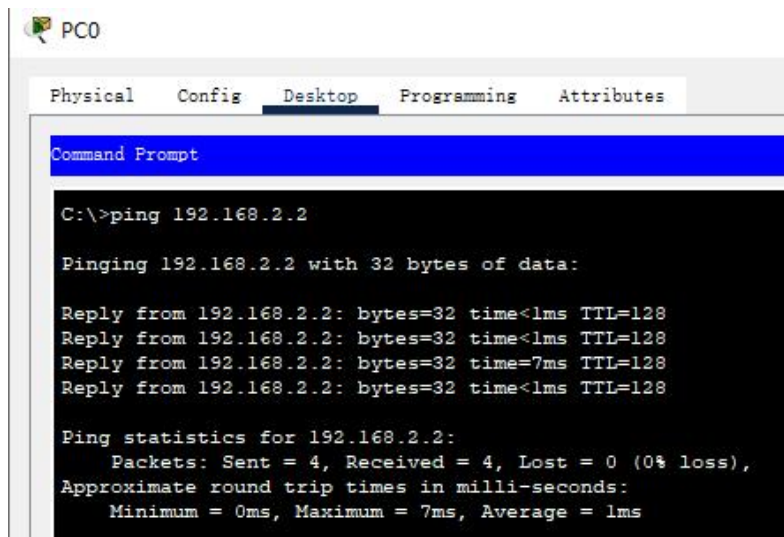 PC0
Physical Config Desktop Programming Attributes
Command Prompt
C:\>ping 192.168.2.2
Pinging 192.168.2.2 with 32 bytes of data:
Reply from 192.168.2.2: bytes=32 time<1ms TTL=128
Reply from 192.168.2.2: bytes=32 time<1ms TTL=128
Reply from 192.168.2.2: bytes=32 time=7ms TTL=128
Reply from 192.168.2.2: bytes=32 time<1ms TTL=128
Ping statistics for 192.168.2.2:
Packets: Sent = 4, Received = 4, Lost = 0 (0% loss),
Approximate round trip times in milli-seconds:
Minimum = 0ms, Maximum = 7ms, Average = 1ms